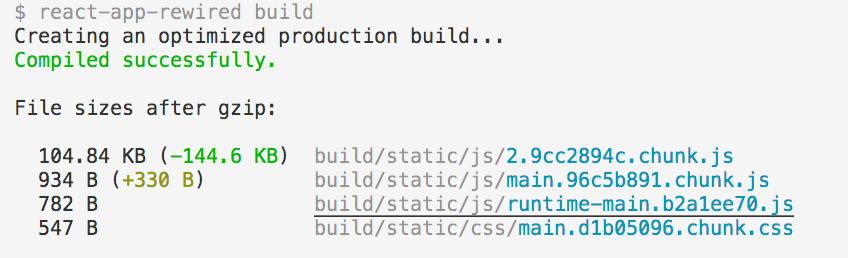 $ react-app-rewired build
Creating an optimized production build...
Compiled successfully.
File sizes after gzip:
104.84 KB (-144.6 KB)  build/static/js/2.9cc2894c.chunk.js
934 B (+330 B)  build/static/js/main.96c5b891.chunk.js
782 B  build/static/js/runtime-main.b2a1ee70.js
547 B  build/static/css/main.d1b05096.chunk.css